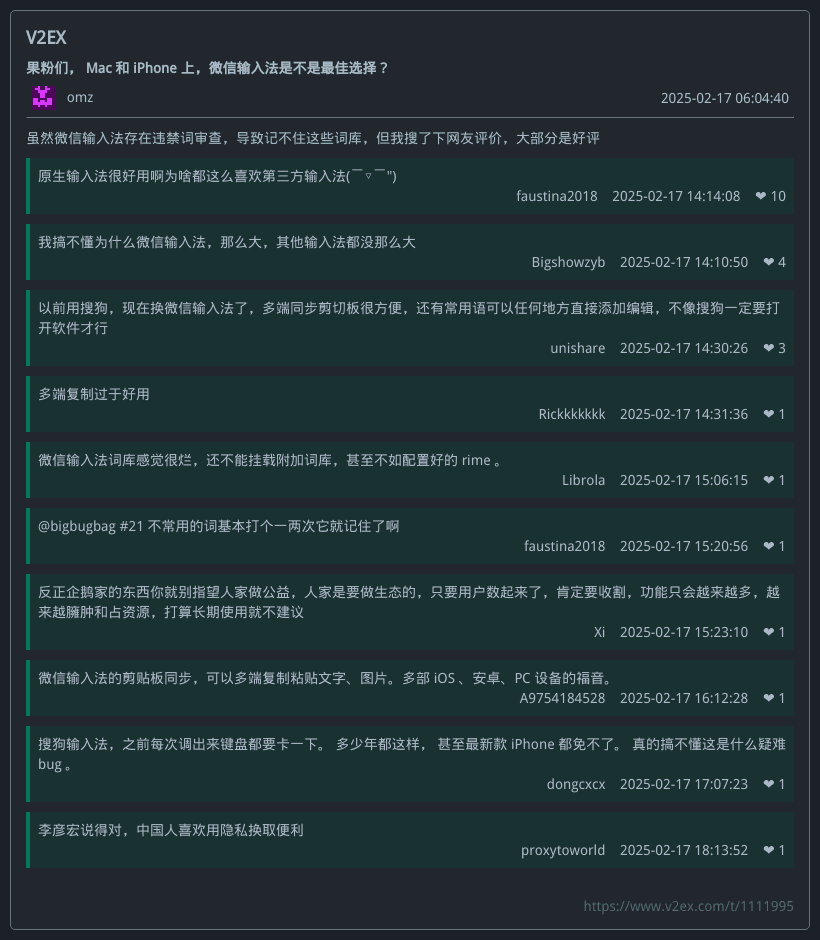 V2EX
果粉们， Mac 和 iPhone 上，微信输入法是不是最佳选择？
omz 2025-02-17 06:04:40
虽然微信输入法存在违禁词审查，导致记不住这些词库，但我搜了下网友评价，大部分是好评
原生输入法很好用啊为啥都这么喜欢第三方输入法(￣▿￣")
faustina2018 2025-02-17 14:14:08 ❤ 10
我搞不懂为什么微信输入法，那么大，其他输入法都没那么大
Bigshowzyb 2025-02-17 14:10:50 ❤ 4
以前用搜狗，现在换微信输入法了，多端同步剪切板很方便，还有常用语可以任何地方直接添加编辑，不像搜狗一定要打
开软件才行
unishare 2025-02-17 14:30:26 ❤ 3
多端复制过于好用
Rickkkkkkk 2025-02-17 14:31:36 ❤ 1
微信输入法词库感觉很烂，还不能挂载附加词库，甚至不如配置好的 rime 。
Librola 2025-02-17 15:06:15 ❤ 1
@bigbugbag #21 不常用的词基本打个一两次它就记住了啊
faustina2018 2025-02-17 15:20:56 ❤ 1
反正企鹅家的东西你就别指望人家做公益，人家是要做生态的，只要用户数起来了，肯定要收割，功能只会越来越多，越
来越臃肿和占资源，打算长期使用就不建议
Xi 2025-02-17 15:23:10 ❤ 1
微信输入法的剪贴板同步，可以多端复制粘贴文字、图片。多部 iOS 、安卓、PC 设备的福音。
A9754184528 2025-02-17 16:12:28 ❤ 1
搜狗输入法，之前每次调出来键盘都要卡一下。 多少年都这样， 甚至最新款 iPhone 都免不了。 真的搞不懂这是什么疑难
bug 。
dongcxcx 2025-02-17 17:07:23 ❤ 1
李彦宏说得对，中国人喜欢用隐私换取便利
proxytoworld 2025-02-17 18:13:52 ❤ 1
https://www.v2ex.com/t/1111995